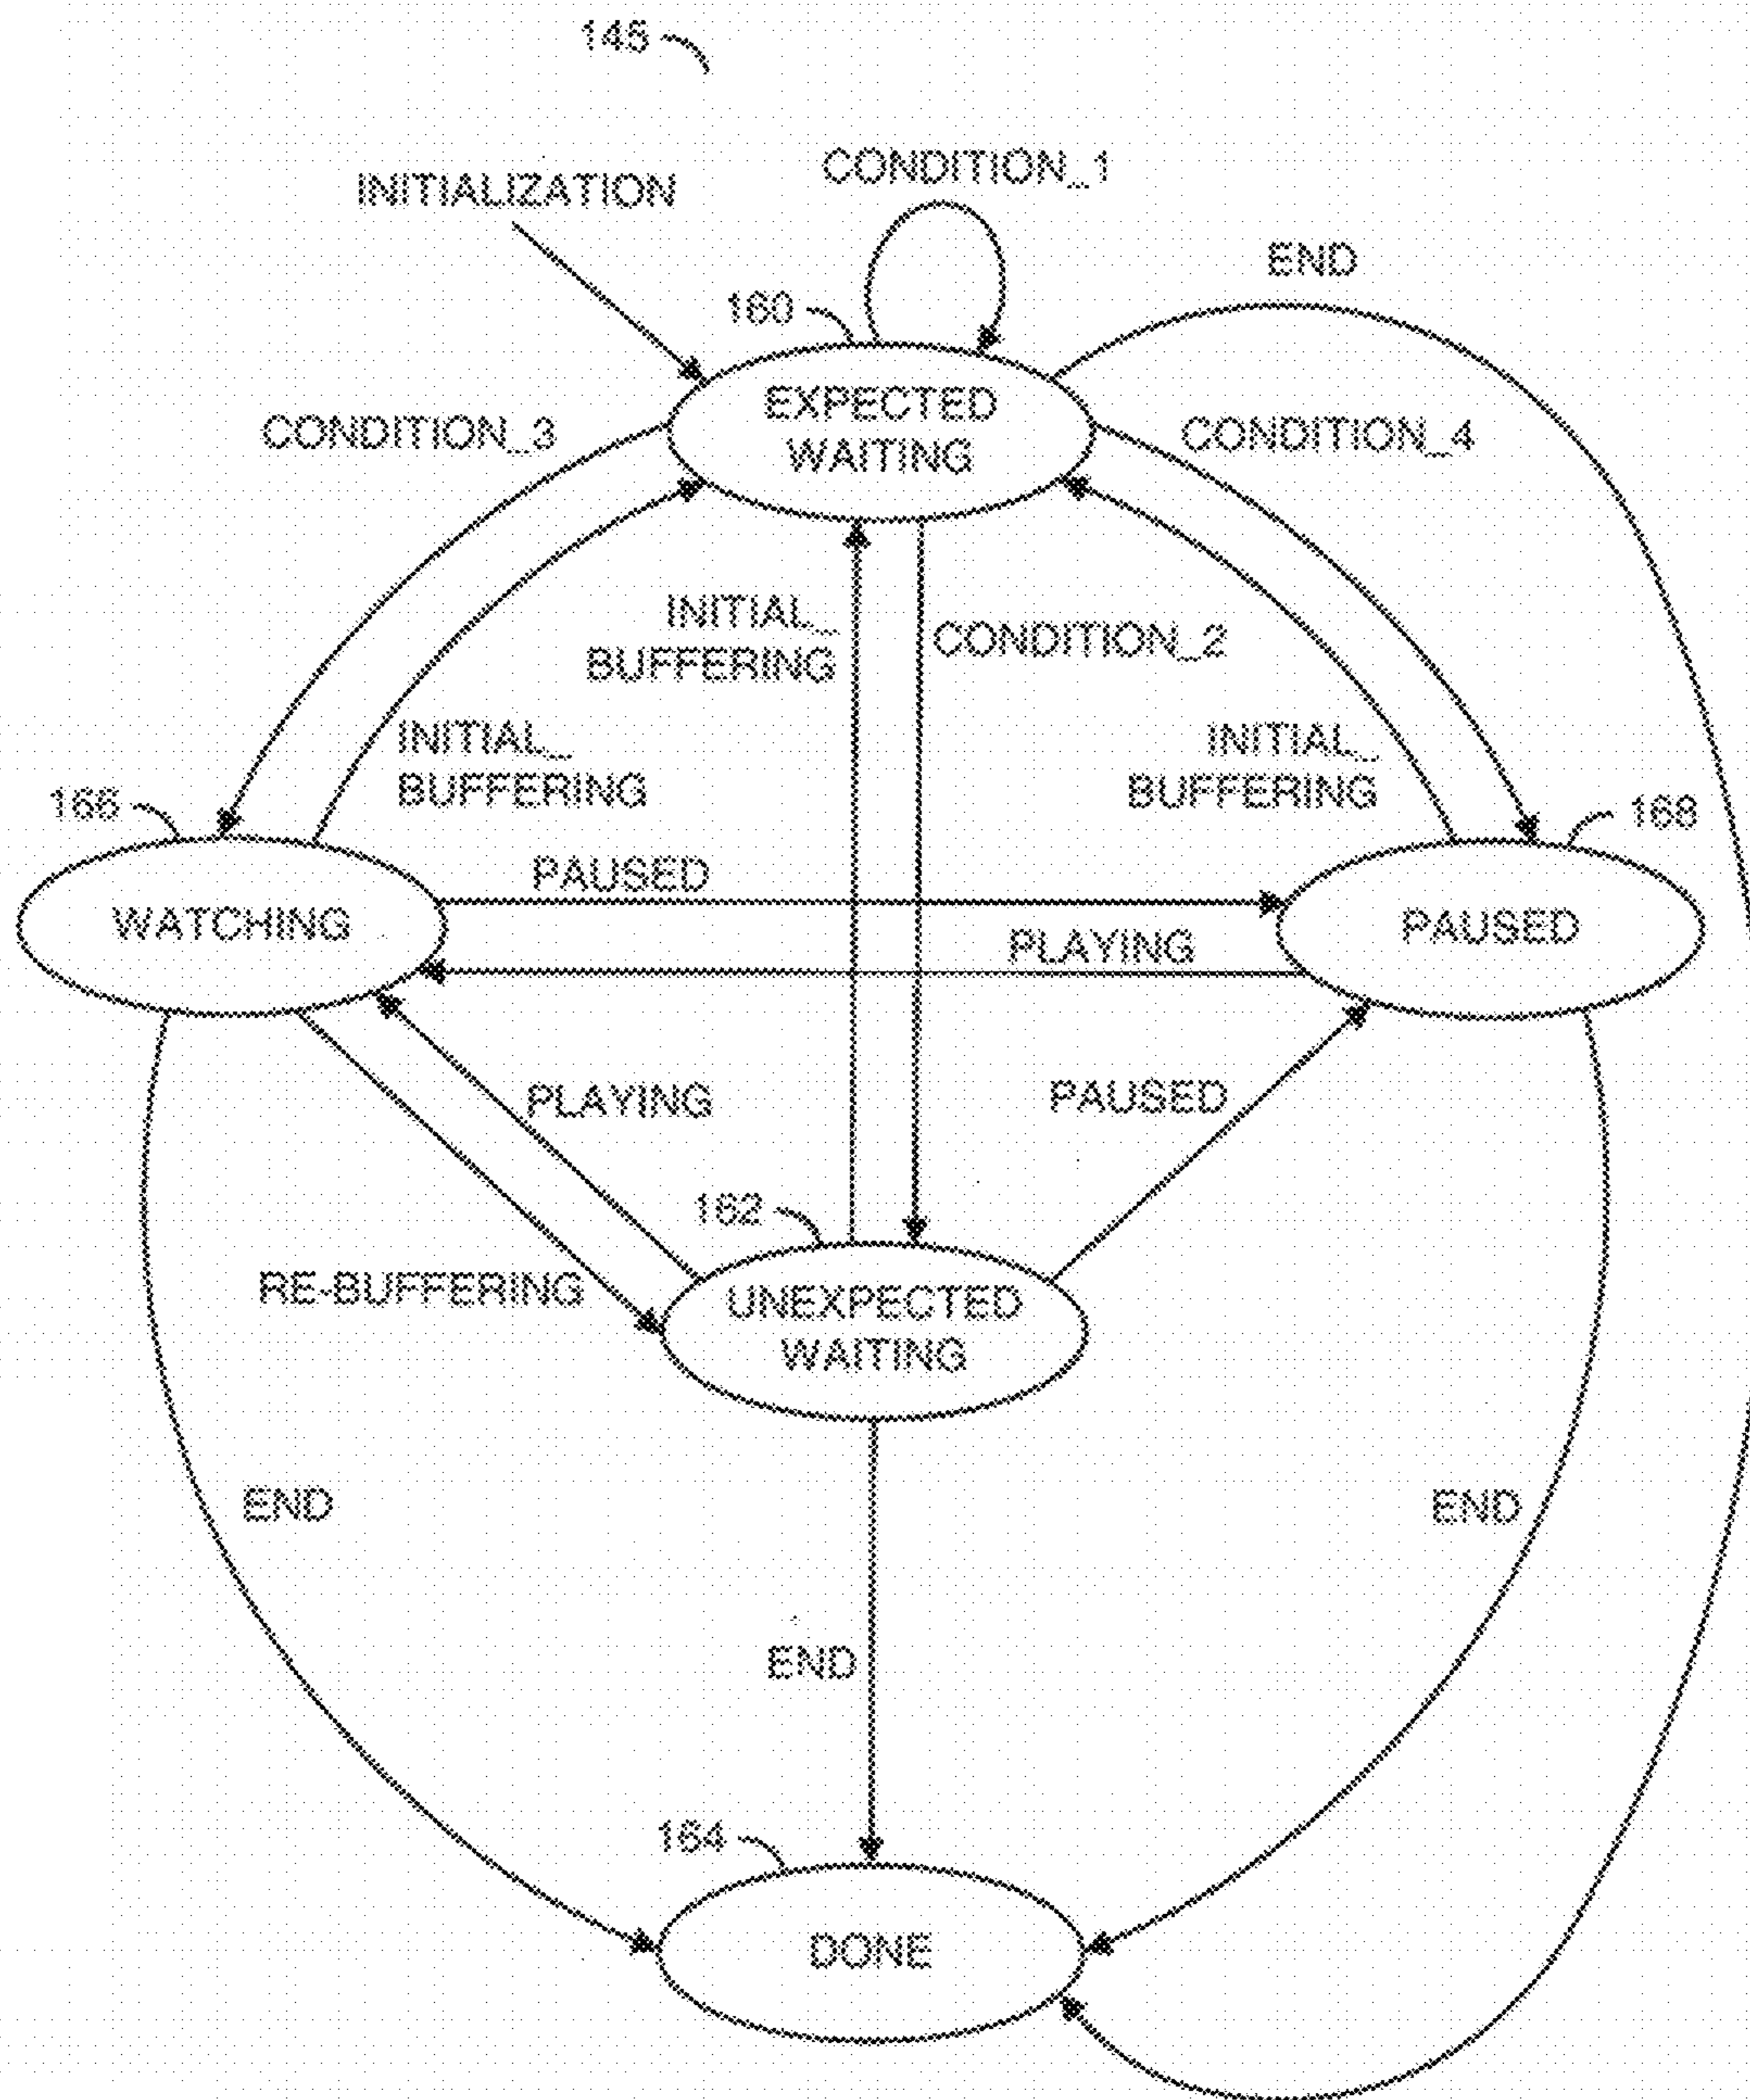 145
CONDITION_1
INITIALIZATION
END
160
EXPECTED
WAITING
CONDITION_3
CONDITION_4
INITIAL_
BUFFERING
CONDITION_2
INITIAL_
BUFFERING
INITIAL_
BUFFERING
166
168
PAUSED
WATCHING
PAUSED
PLAYING
PLAYING
PAUSED
162
RE-BUFFERING
UNEXPECTED
WAITING
END
END
END
164
DONE